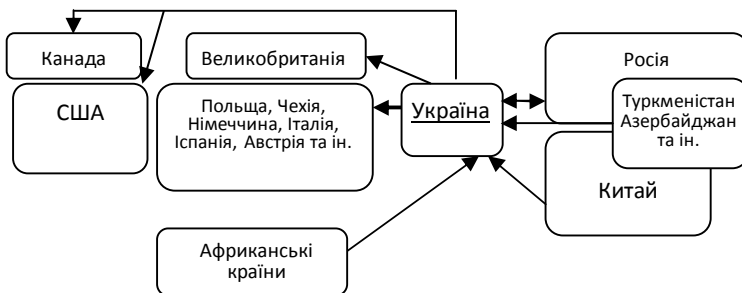 Канада
США
Великобританія
Польща, Чехія,
Німеччина, Італія,
Іспанія, Австрія та ін.
Україна
Росія
Туркменістан
Азербайджан
та ін.
Китай
Африканські
країни